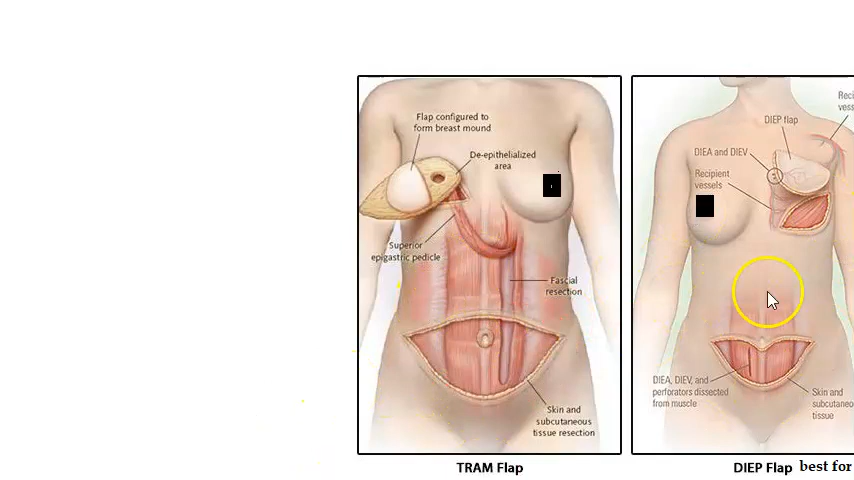 Flap configured to
form breast mound
De-epithelialized
area
Superior
epigastric pedicle
Fascial
resection
Skin and
subcutaneous
tissue resection
TRAM Flap
DIEP flap
DIEA and DIEV
Recipient
vessels
DIEA, DIEV, and
perforators dissected
from muscle
Skin and
tissue
DIEP Flap best for